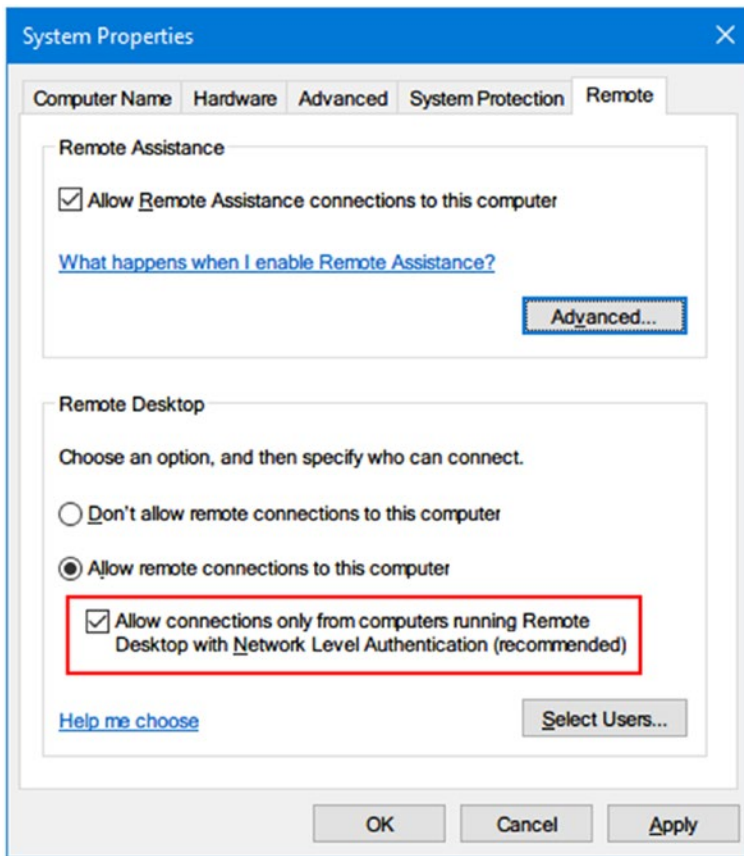 System Properties
Computer Name Hardware Advanced System Protection Remote
Remote Assistance
Allow Remote Assistance connections to this computer
What happens when I enable Remote Assistance?
Advanced...
Remote Desktop
Choose an option, and then specify who can connect.
Don't allow remote connections to this computer
Allow remote connections to this computer
Allow connections only from computers running Remote
Desktop with Network Level Authentication (recommended)
Help me choose Select Users...
OK Cancel Apply